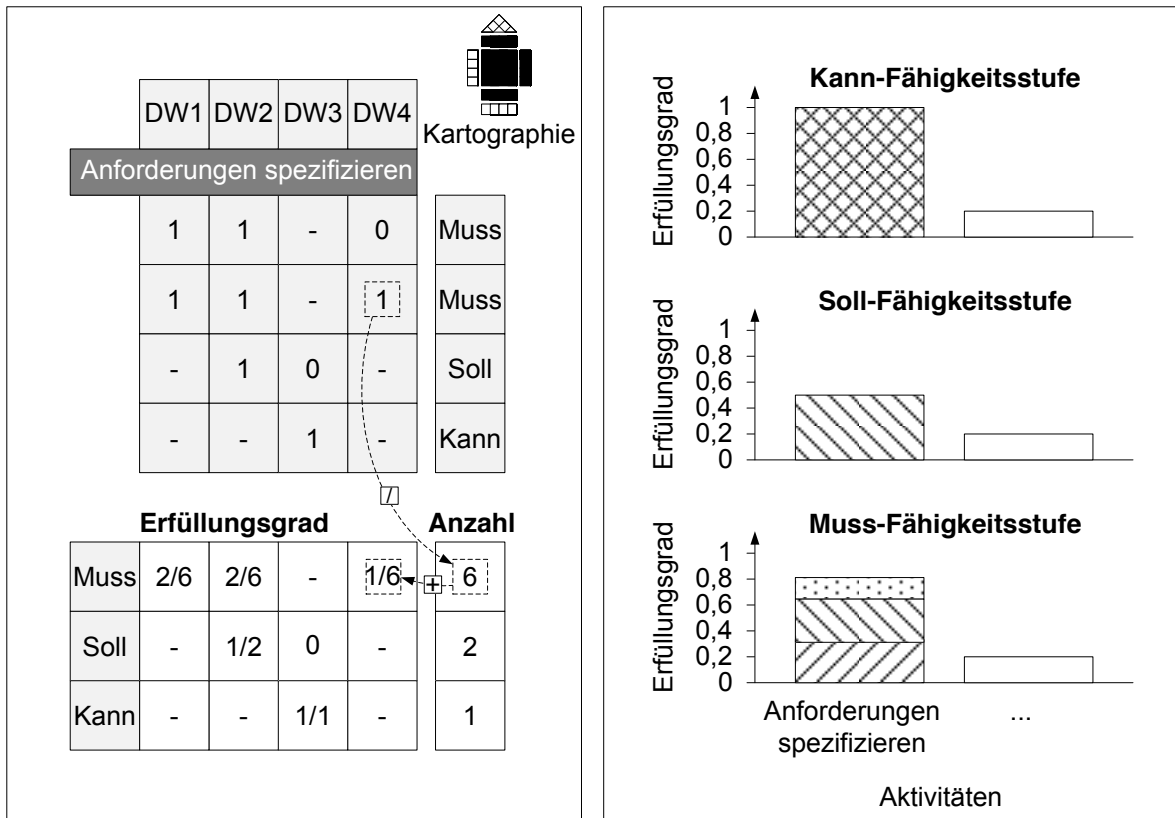 DW1 DW2 DW3 DW4
Kartographie
Anforderungen spezifizieren
1 1 - 0 Muss
1 1 - 1 Muss
- 1 0 - Soll
- - 1 - Kann
/
Erfüllungsgrad Anzahl
Muss 2/6 2/6 - 1/6 + 6
Soll - 1/2 0 - 2
Kann - - 1/1 - 1
Kann-Fähigkeitsstufe
Erfüllungsgrad
1
0,8
0,6
0,4
0,2
0
Soll-Fähigkeitsstufe
Erfüllungsgrad
1
0,8
0,6
0,4
0,2
0
Muss-Fähigkeitsstufe
Erfüllungsgrad
1
0,8
0,6
0,4
0,2
0
Anforderungen ...
spezifizieren
Aktivitäten